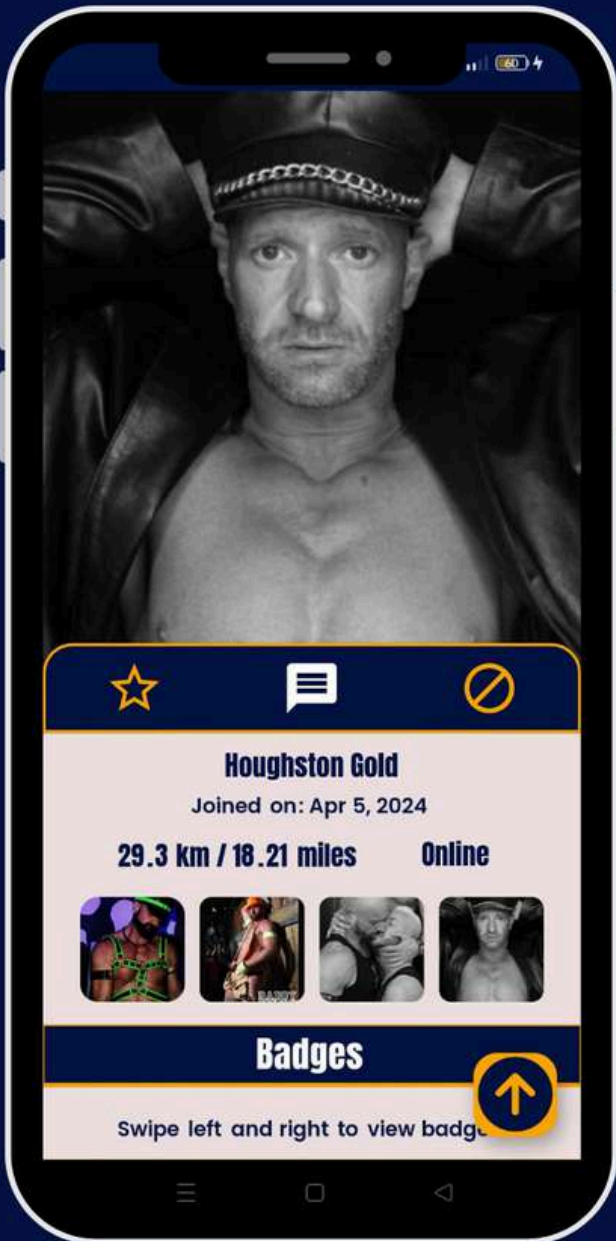 60
Houghston Gold
Joined on: Apr 5, 2024
29.3 km / 18.21 miles Online
Badges
Swipe left and right to view